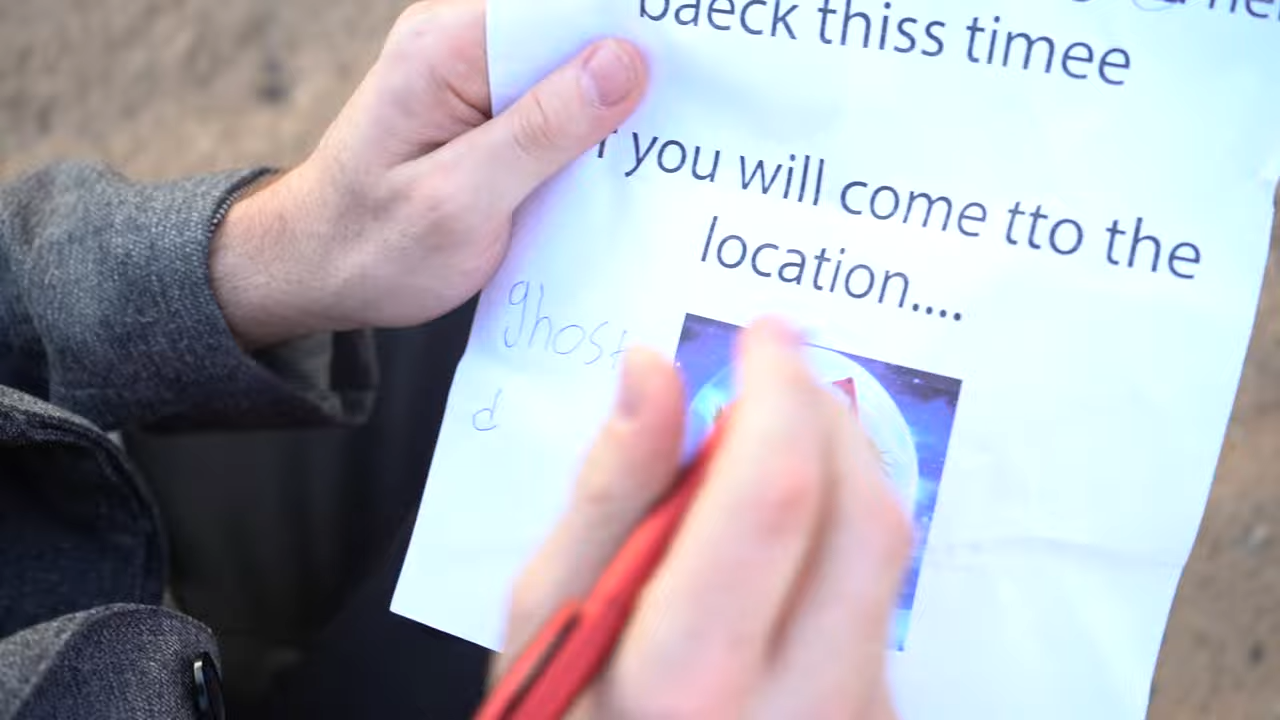 baeck thiss timee
you will come tto the
location....
ghost
d